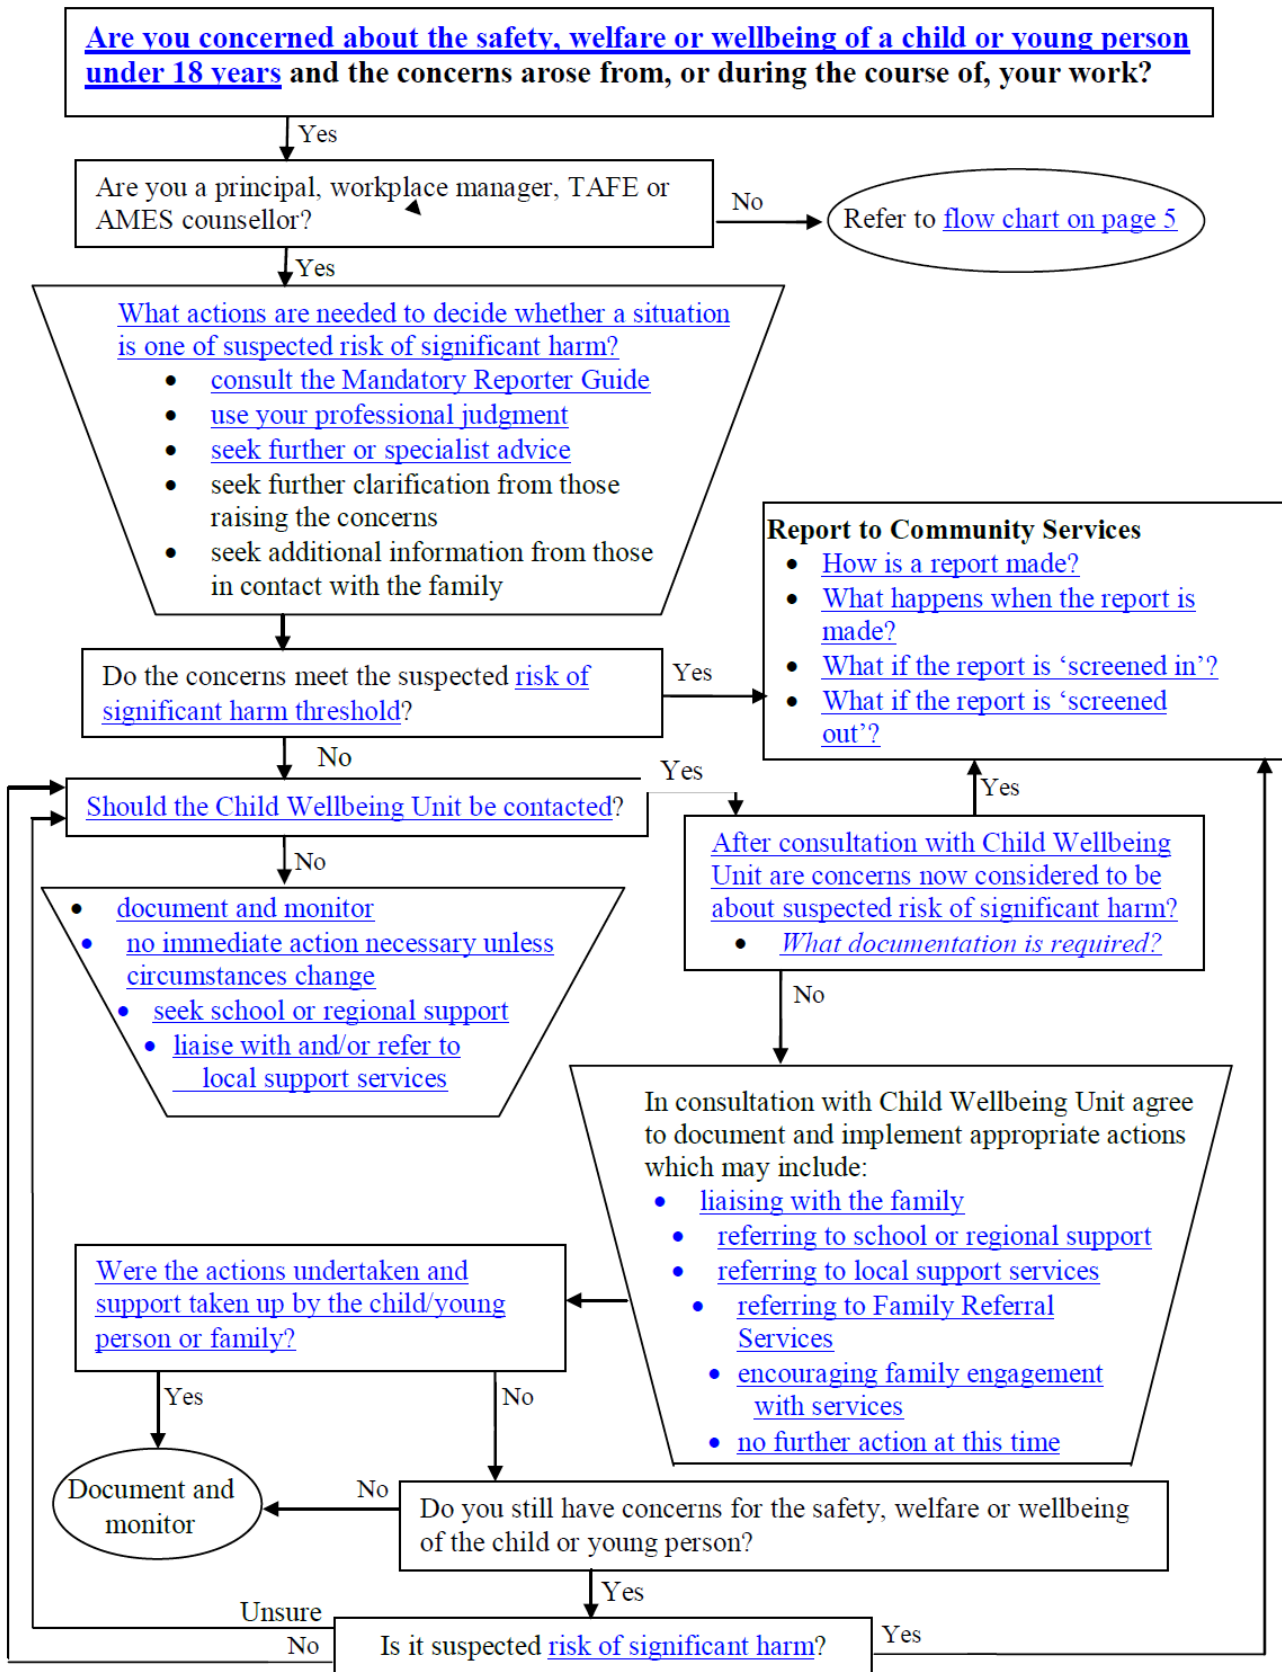 Are you concerned about the safety, welfare or wellbeing of a child or young person
under 18 years and the concerns arose from, or during the course of, your work?
Yes
Are you a principal, workplace manager, TAFE or
AMES counsellor?
No
Refer to flow chart on page 5
Yes
What actions are needed to decide whether a situation
is one of suspected risk of significant harm?
• consult the Mandatory Reporter Guide
• use your professional judgment
• seek further or specialist advice
• seek further clarification from those
raising the concerns
• seek additional information from those
in contact with the family
Report to Community Services
• How is a report made?
• What happens when the report is
made?
• What if the report is ‘screened in’?
• What if the report is ‘screened
out’?
Do the concerns meet the suspected risk of
significant harm threshold?
Yes
No
Should the Child Wellbeing Unit be contacted?
Yes
Yes
After consultation with Child Wellbeing
Unit are concerns now considered to be
about suspected risk of significant harm?
• What documentation is required?
No
• document and monitor
• no immediate action necessary unless
circumstances change
• seek school or regional support
• liaise with and/or refer to
local support services
No
In consultation with Child Wellbeing Unit agree
to document and implement appropriate actions
which may include:
• liaising with the family
• referring to school or regional support
• referring to local support services
• referring to Family Referral
Services
• encouraging family engagement
with services
• no further action at this time
Were the actions undertaken and
support taken up by the child/young
person or family?
Yes
No
Document and
monitor
No
Do you still have concerns for the safety, welfare or wellbeing
of the child or young person?
Yes
Unsure
No
Is it suspected risk of significant harm?
Yes